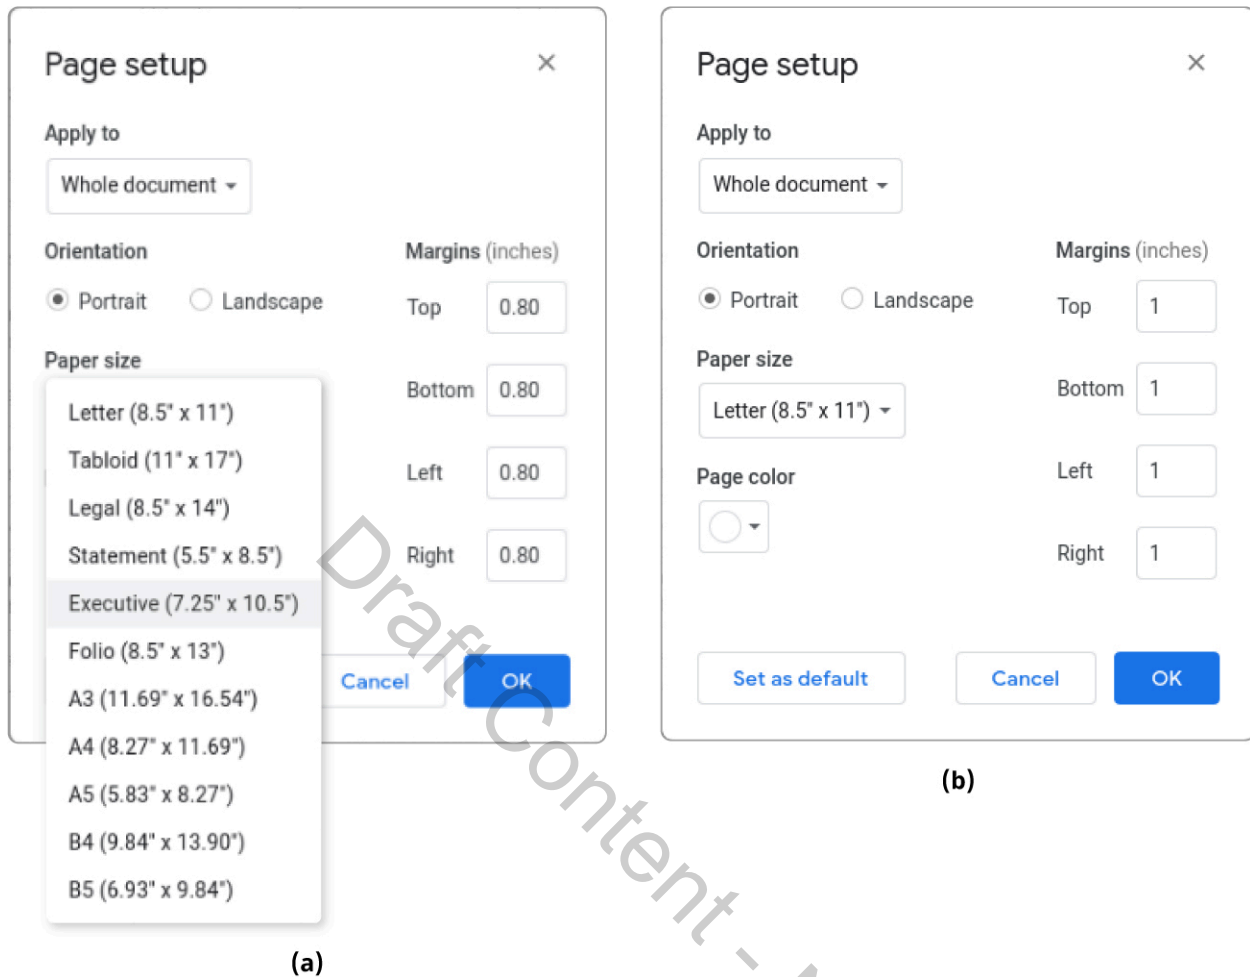 Page setup
Apply to
Whole document
Orientation
Margins (inches)
Portrait
Landscape
Top 0.80
Paper size
Bottom 0.80
Left 0.80
Right 0.80
Letter (8.5" x 11")
Tabloid (11" x 17")
Legal (8.5" x 14")
Statement (5.5" x 8.5")
Executive (7.25" x 10.5")
Folio (8.5" x 13")
A3 (11.69" x 16.54")
A4 (8.27" x 11.69")
A5 (5.83" x 8.27")
B4 (9.84" x 13.90")
B5 (6.93" x 9.84")
Cancel
OK
(a)
Page setup
Apply to
Whole document
Orientation
Margins (inches)
Portrait
Landscape
Top 1
Paper size
Letter (8.5" x 11")
Bottom 1
Page color
Left 1
Right 1
Set as default
Cancel
OK
(b)
Draft Content -